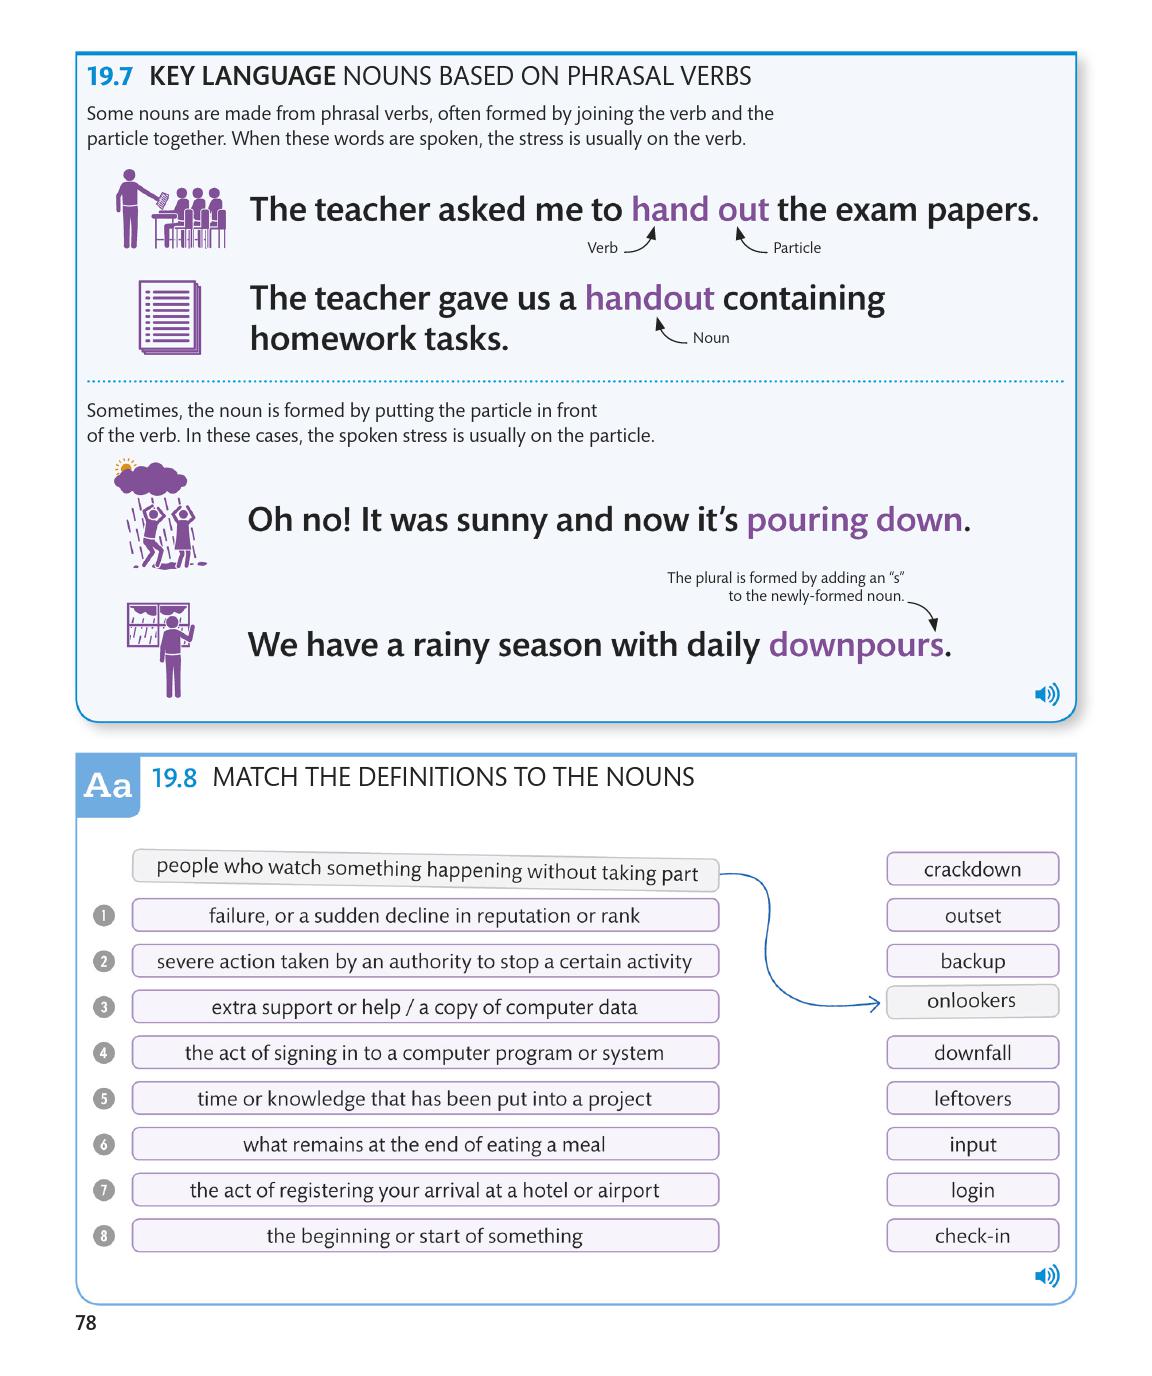 19.7 KEY LANGUAGE NOUNS BASED ON PHRASAL VERBS
Some nouns are made from phrasal verbs, often formed by joining the verb and the
particle together. When these words are spoken, the stress is usually on the verb.
The teacher asked me to hand out the exam papers.
Verb
Particle
The teacher gave us a handout containing
homework tasks.
Noun
Sometimes, the noun is formed by putting the particle in front
of the verb. In these cases, the spoken stress is usually on the particle.
Oh no! It was sunny and now it’s pouring down.
The plural is formed by adding an “s”
to the newly-formed noun.
We have a rainy season with daily downpours.
Aa 19.8 MATCH THE DEFINITIONS TO THE NOUNS
people who watch something happening without taking part
crackdown
1 failure, or a sudden decline in reputation or rank
outset
2 severe action taken by an authority to stop a certain activity
backup
3 extra support or help / a copy of computer data
onlookers
4 the act of signing in to a computer program or system
downfall
5 time or knowledge that has been put into a project
leftovers
6 what remains at the end of eating a meal
input
7 the act of registering your arrival at a hotel or airport
login
8 the beginning or start of something
check-in
78